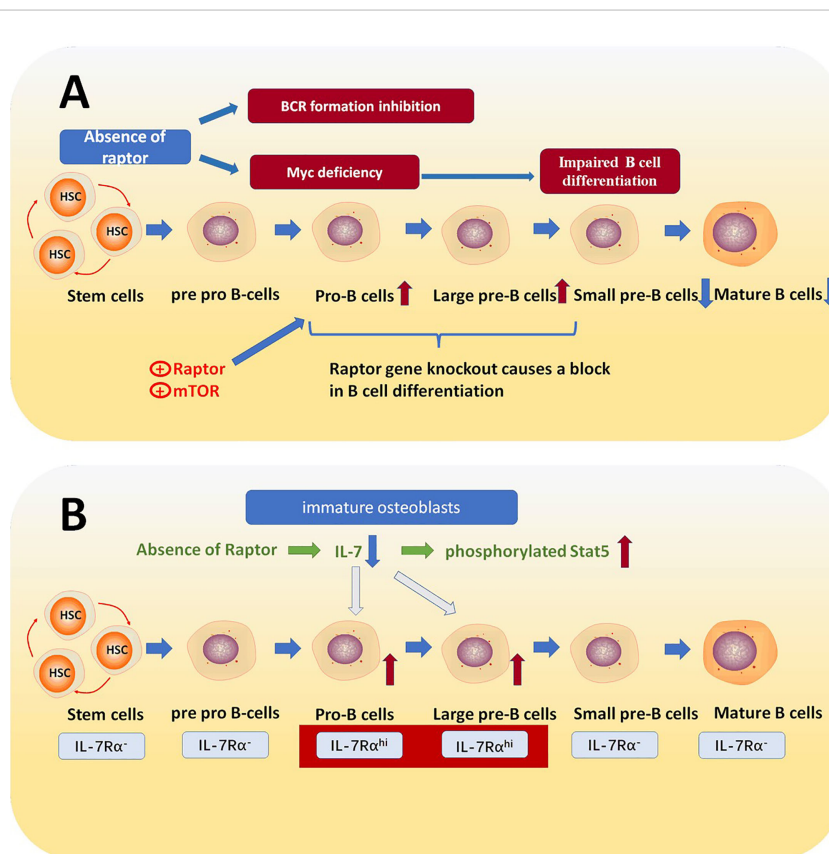 A
Absence of
raptor
BCR formation inhibition
Myc deficiency
Impaired B cell
differentiation
HSC
HSC
HSC
Stem cells
pre pro B-cells
Pro-B cells
Large pre-B cells
Small pre-B cells
Mature B cells
+ Raptor
+ mTOR
Raptor gene knockout causes a block
in B cell differentiation
B
immature osteoblasts
Absence of Raptor
IL-7
phosphorylated Stat5
HSC
HSC
HSC
Stem cells
pre pro B-cells
Pro-B cells
Large pre-B cells
Small pre-B cells
Mature B cells
IL-7Rα⁻
IL-7Rα⁻
IL-7Rαʰⁱ
IL-7Rαʰⁱ
IL-7Rα⁻
IL-7Rα⁻